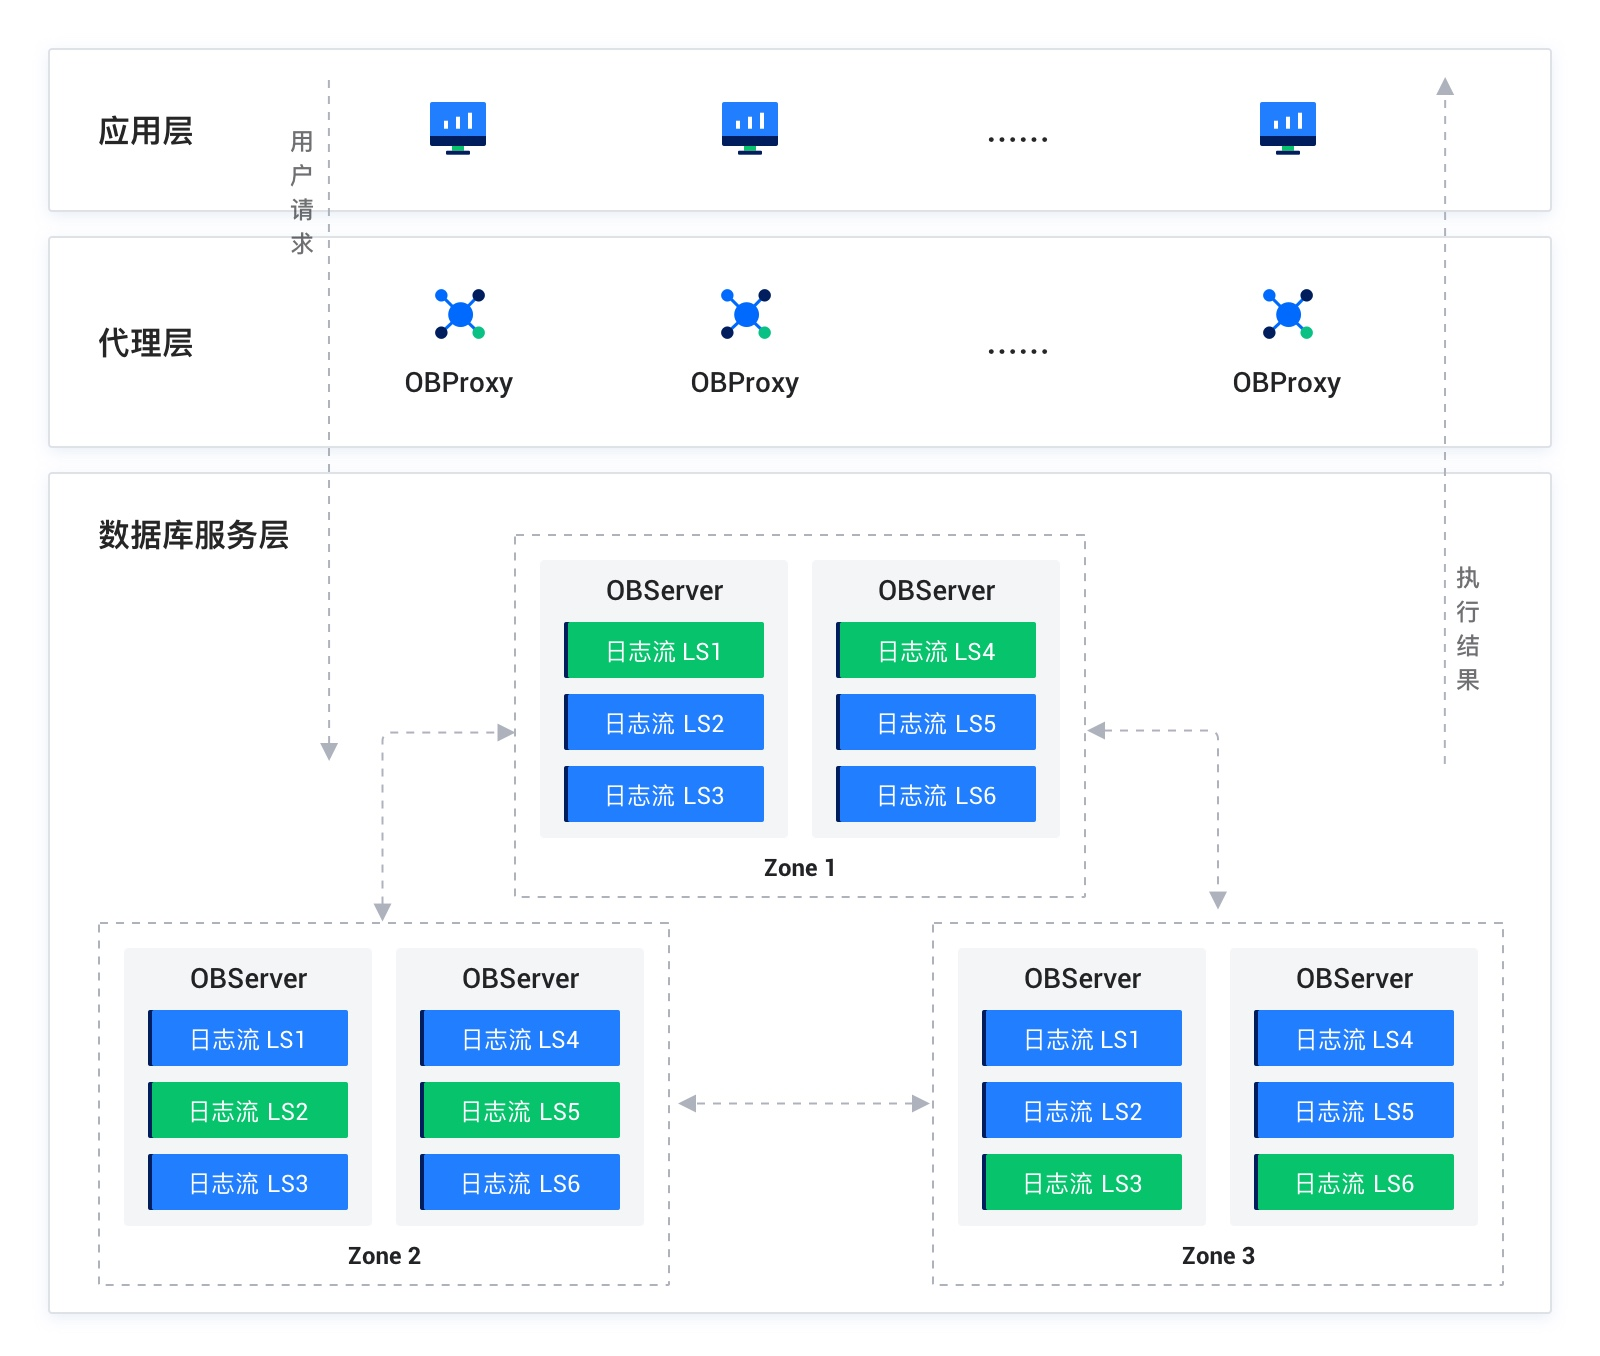 应用层
用户请求
......
代理层
OBProxy
OBProxy
......
OBProxy
数据库服务层
执行结果
OBServer
日志流 LS1
日志流 LS2
日志流 LS3
OBServer
日志流 LS4
日志流 LS5
日志流 LS6
Zone 1
OBServer
日志流 LS1
日志流 LS2
日志流 LS3
OBServer
日志流 LS4
日志流 LS5
日志流 LS6
Zone 2
OBServer
日志流 LS1
日志流 LS2
日志流 LS3
OBServer
日志流 LS4
日志流 LS5
日志流 LS6
Zone 3